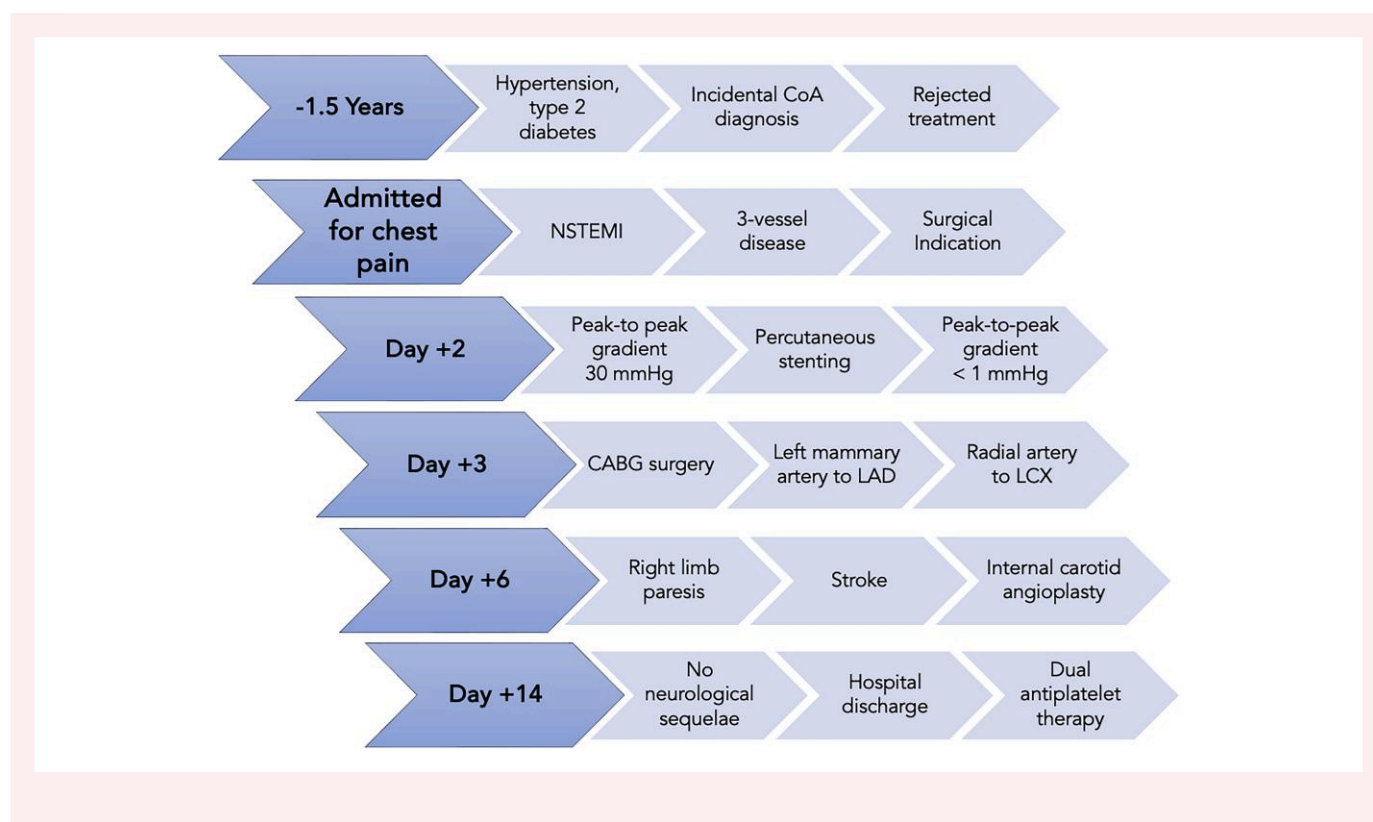 -1.5 Years
Hypertension,
type 2
diabetes
Incidental CoA
diagnosis
Rejected
treatment
Admitted
for chest
pain
NSTEMI
3-vessel
disease
Surgical
Indication
Day +2
Peak-to peak
gradient
30 mmHg
Percutaneous
stenting
Peak-to-peak
gradient
< 1 mmHg
Day +3
CABG surgery
Left mammary
artery to LAD
Radial artery
to LCX
Day +6
Right limb
paresis
Stroke
Internal carotid
angioplasty
Day +14
No
neurological
sequelae
Hospital
discharge
Dual
antiplatelet
therapy